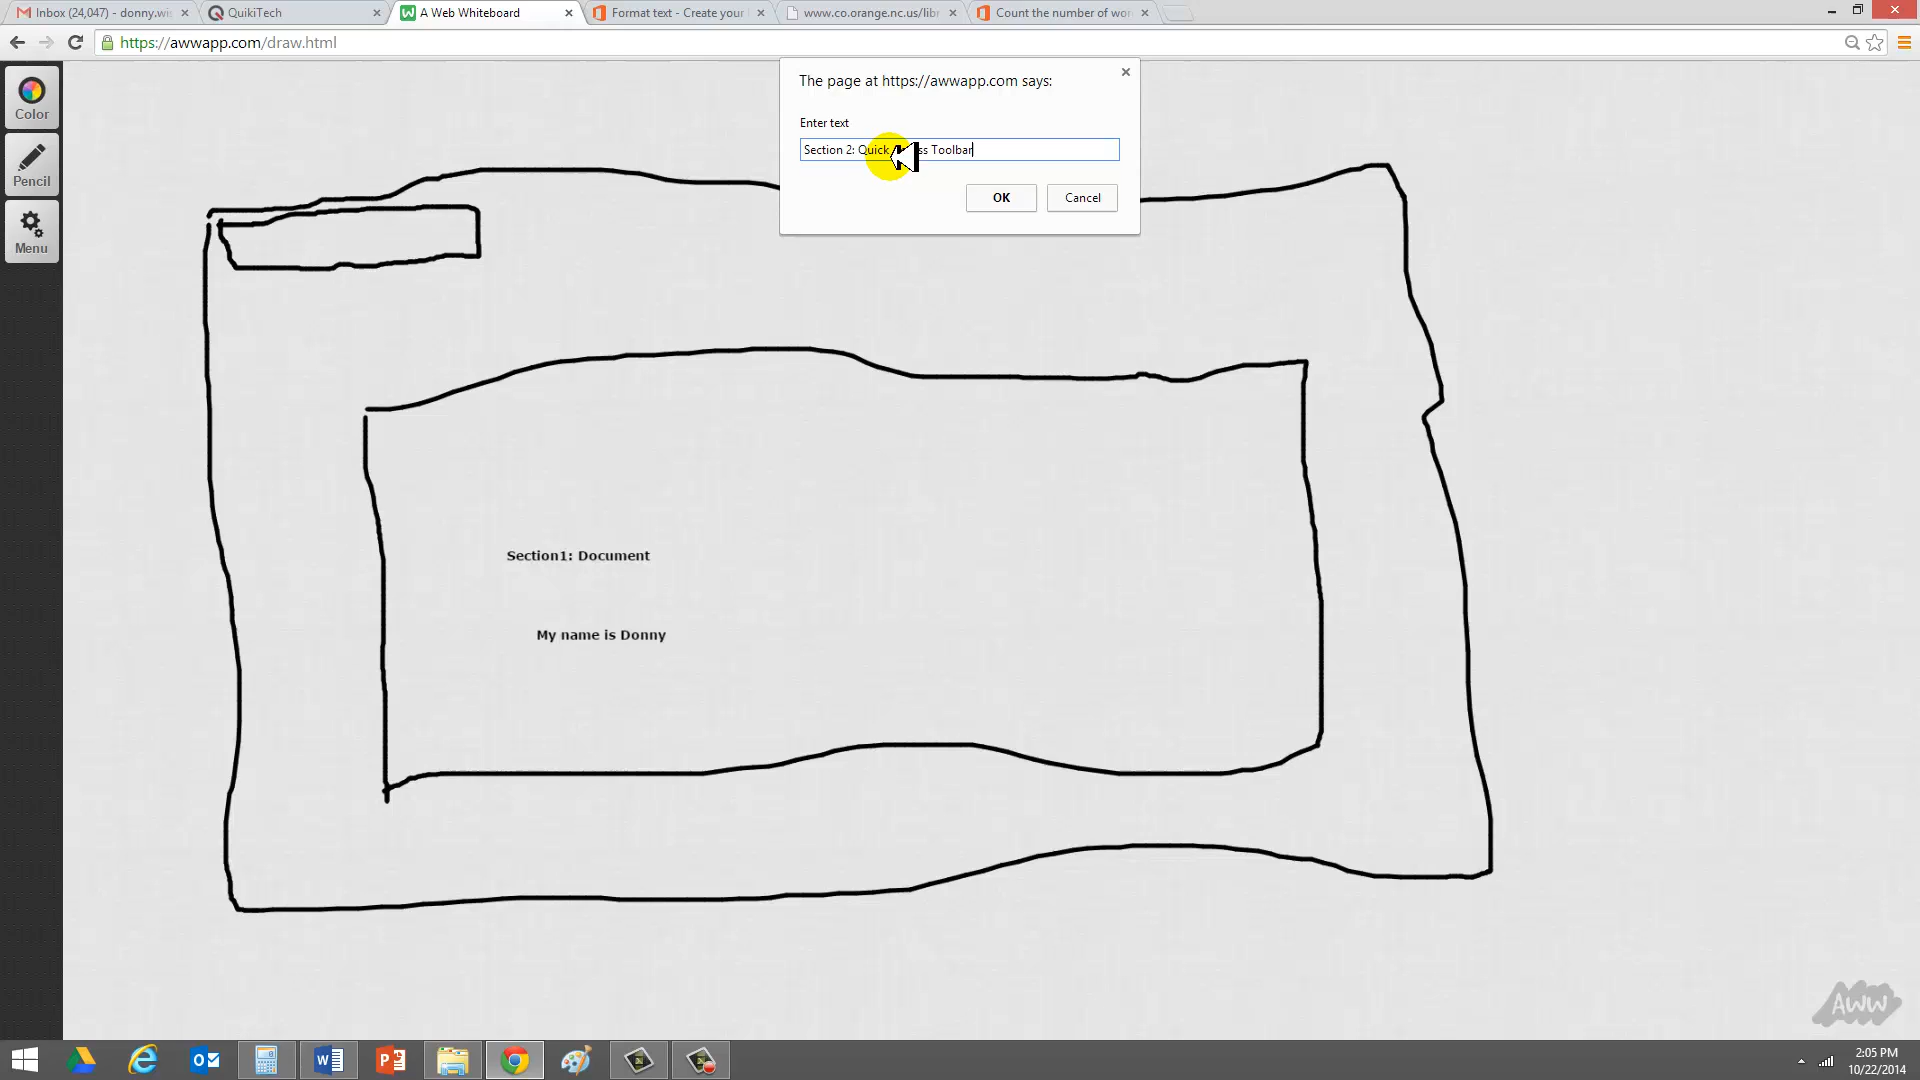 Inbox (24,047) - donny.wi
QuikiTech
A Web Whiteboard
Format text - Create your
www.co.orange.nc.us/libr
Count the number of wor
https://awwapp.com/draw.html
Color
Pencil
Menu
The page at https://awwapp.com says:
Enter text
Section 2: Quick ss Toolbar
OK
Cancel
Section1: Document
My name is Donny
AWW
2:05 PM
10/22/2014